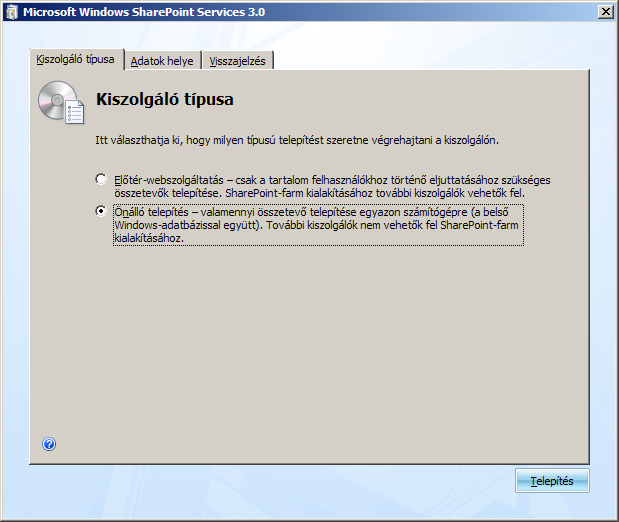 Microsoft Windows SharePoint Services 3.0
Kiszolgáló típusa
Adatok helye
Visszajelzés
Kiszolgáló típusa
Itt választhatja ki, hogy milyen típusú telepítést szeretne végrehajtani a kiszolgálón.
Előtér-webszolgáltatás – csak a tartalom felhasználókhoz történő eljuttatásához szükséges
összetevők telepítése. SharePoint-farm kialakításához további kiszolgálók vehetők fel.
Önálló telepítés – valamennyi összetevő telepítése egyazon számítógépre (a belső
Windows-adatbázissal együtt). További kiszolgálók nem vehetők fel SharePoint-farm
kialakításához.
?
Telepítés